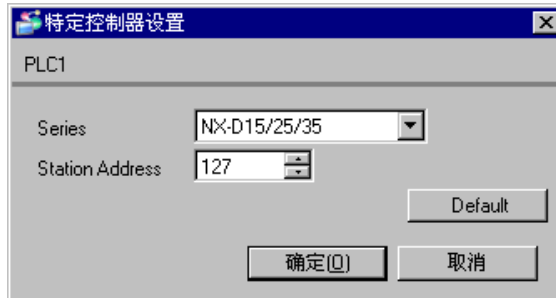 特定控制器设置
PLC1
Series NX-D15/25/35
Station Address 127
Default
确定(O) 取消